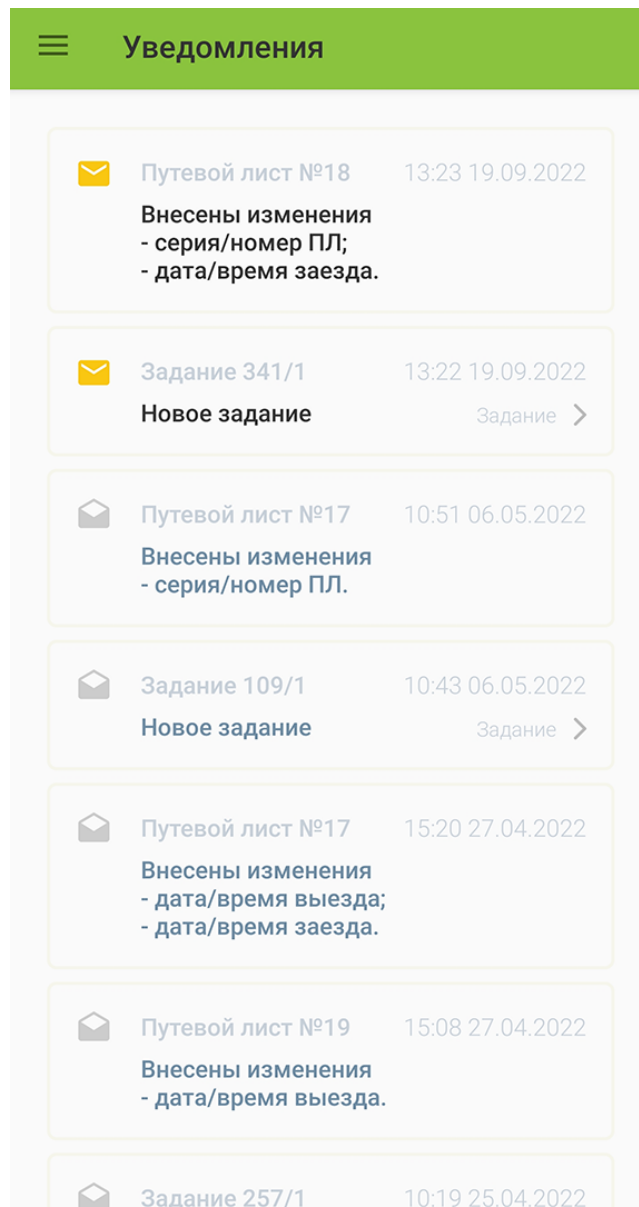 Уведомления
Путевой лист №18 13:23 19.09.2022
Внесены изменения
- серия/номер ПЛ;
- дата/время заезда.
Задание 341/1 13:22 19.09.2022
Новое задание Задание
Путевой лист №17 10:51 06.05.2022
Внесены изменения
- серия/номер ПЛ.
Задание 109/1 10:43 06.05.2022
Новое задание Задание
Путевой лист №17 15:20 27.04.2022
Внесены изменения
- дата/время выезда;
- дата/время заезда.
Путевой лист №19 15:08 27.04.2022
Внесены изменения
- дата/время выезда.
Задание 257/1 10:19 25.04.2022